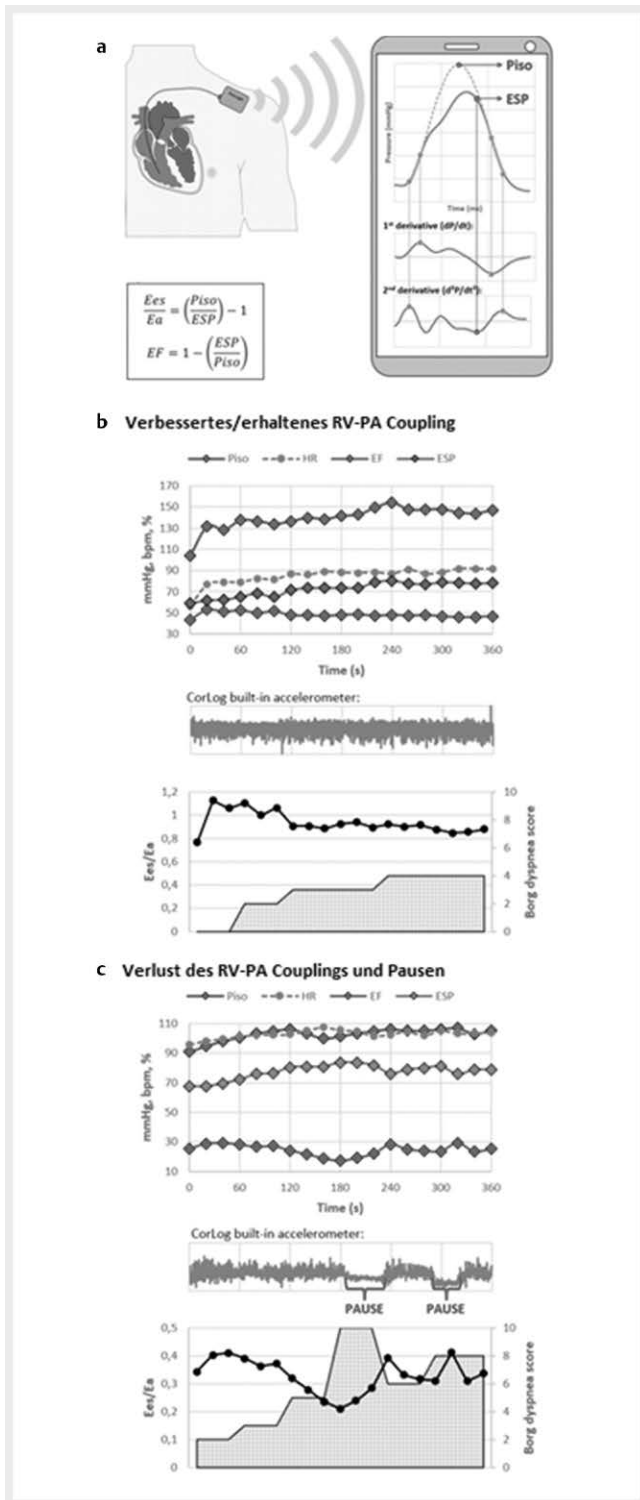 a
Piso
ESP
Pressure (mmHg)
Time (ms)
1st derivative (dP/dt):
2nd derivative (d²P/dt²):
Ees/Ea = (Piso/ESP) − 1
EF = 1 − (ESP/Piso)
b Verbessertes/erhaltenes RV-PA Coupling
Piso HR EF ESP
mmHg, bpm, %
170
150
130
110
90
70
50
30
0 60 120 180 240 300 360
Time (s)
CorLog built-in accelerometer:
Ees/Ea
1,2
1
0,8
0,6
0,4
0,2
0
Borg dyspnea score
10
8
6
4
2
0
c Verlust des RV-PA Couplings und Pausen
Piso HR EF ESP
mmHg, bpm, %
110
90
70
50
30
10
0 60 120 180 240 300 360
Time (s)
CorLog built-in accelerometer:
PAUSE PAUSE
Ees/Ea
0,5
0,4
0,3
0,2
0,1
0
Borg dyspnea score
10
8
6
4
2
0